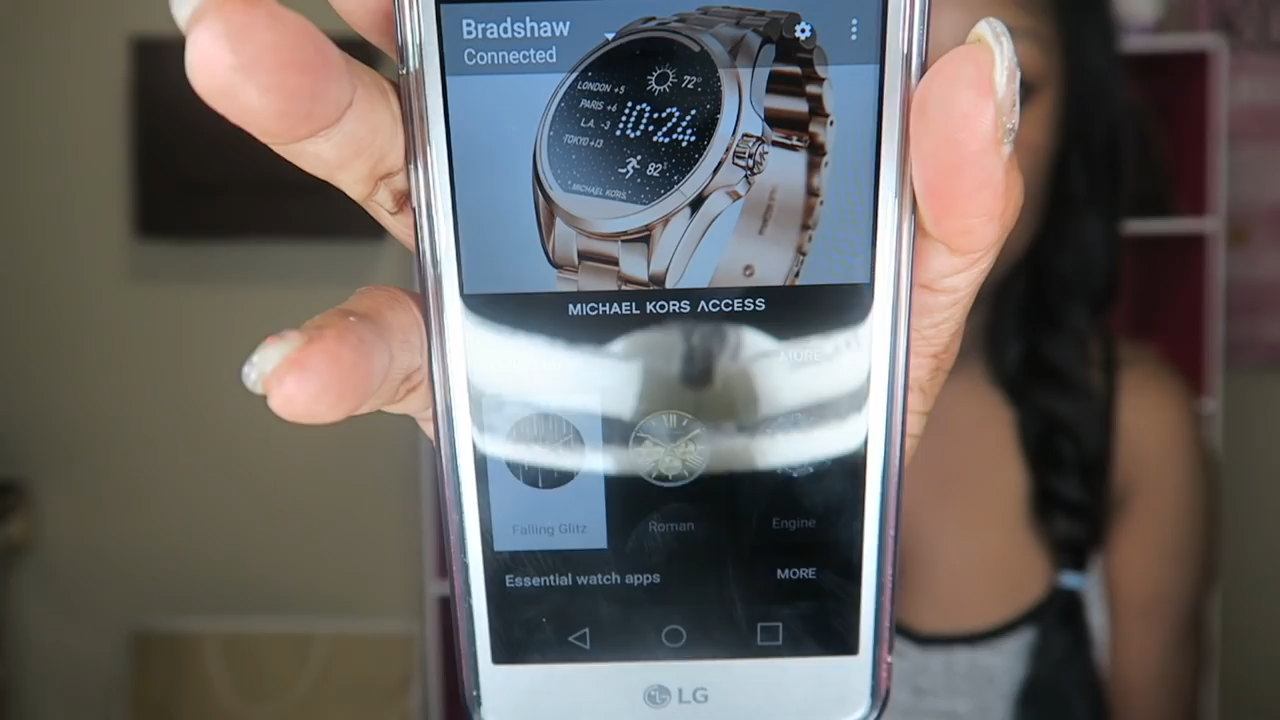 Bradshaw
Connected
72°
LONDON +5
PARIS +6
L.A. -3
10:24
TOKYO +13
82°
MICHAEL KORS
MICHAEL KORS ACCESS
MORE
Falling Glitz
Roman
Engine
Essential watch apps
MORE
LG